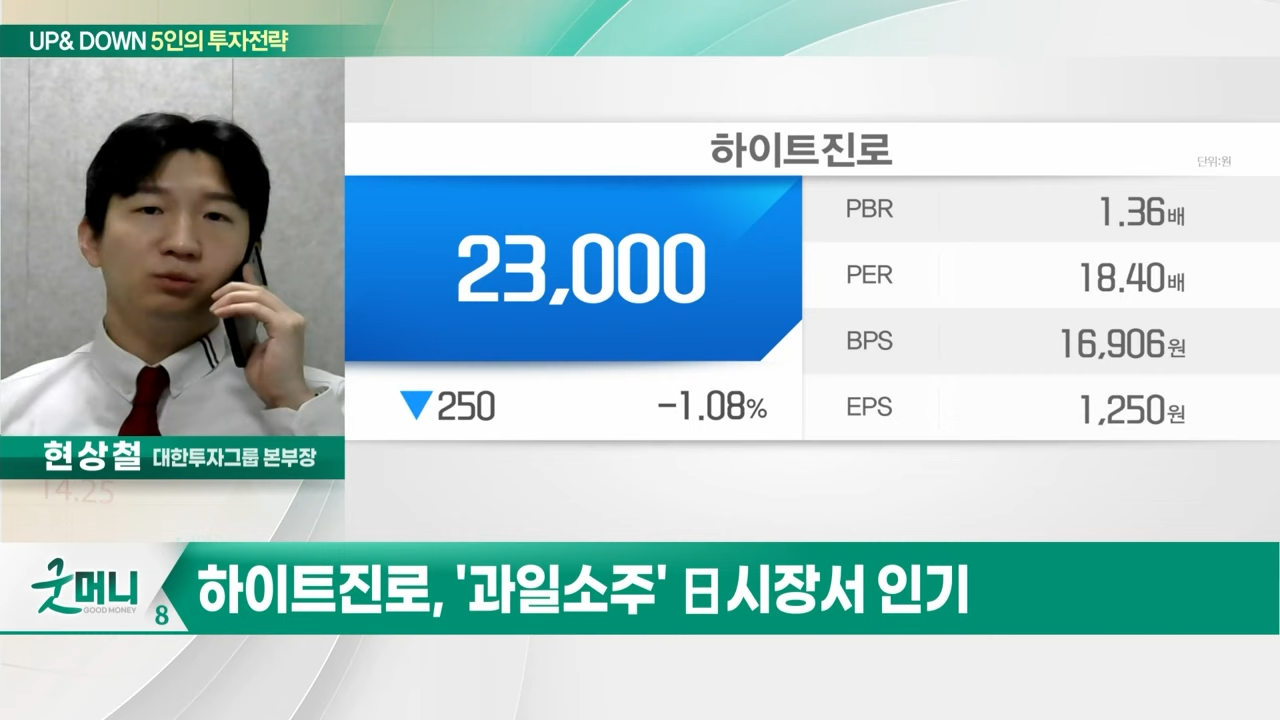 UP& DOWN 5인의 투자전략
하이트진로
단위:원
23,000
▼250 -1.08%
PBR 1.36배
PER 18.40배
BPS 16,906원
EPS 1,250원
현상철 대한투자그룹 본부장
14.25
굿머니
GOOD MONEY
8
하이트진로, '과일소주' 日시장서 인기